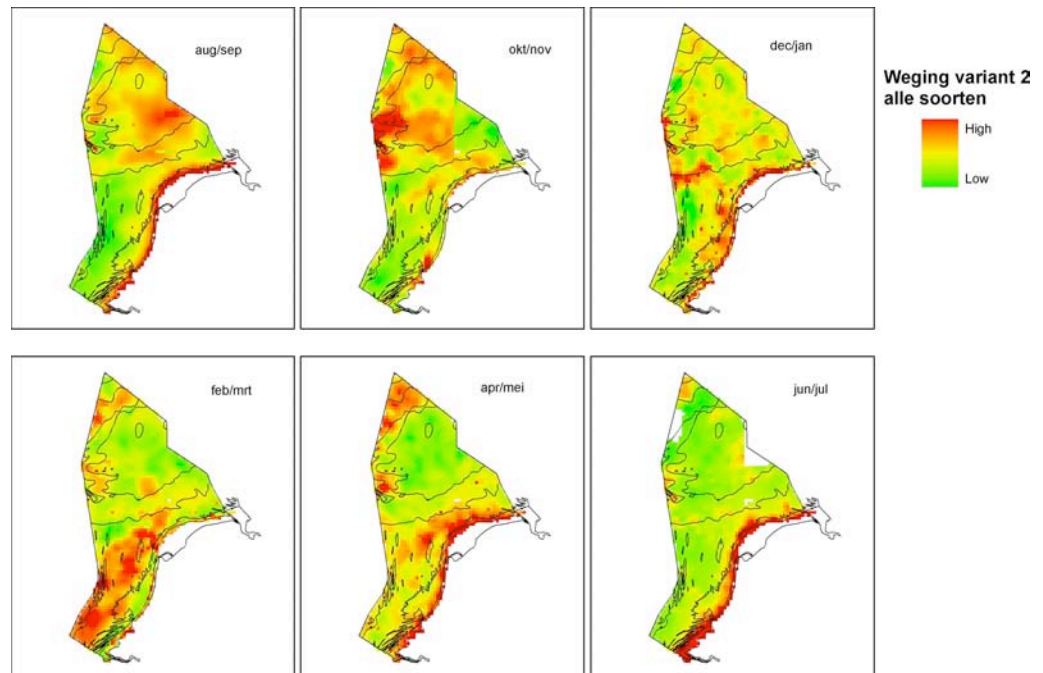 aug/sep
okt/nov
dec/jan
Weging variant 2
alle soorten
High
Low
feb/mrt
apr/mei
jun/jul